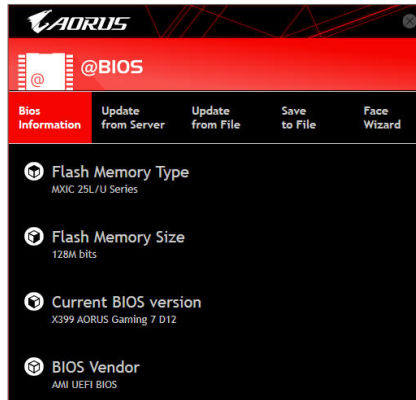 AORUS
@
@BIOS
Bios Information
Update from Server
Update from File
Save to File
Face Wizard
Flash Memory Type
MXIC 25L/U Series
Flash Memory Size
128M bits
Current BIOS version
X399 AORUS Gaming 7 D12
BIOS Vendor
AMI UEFI BIOS